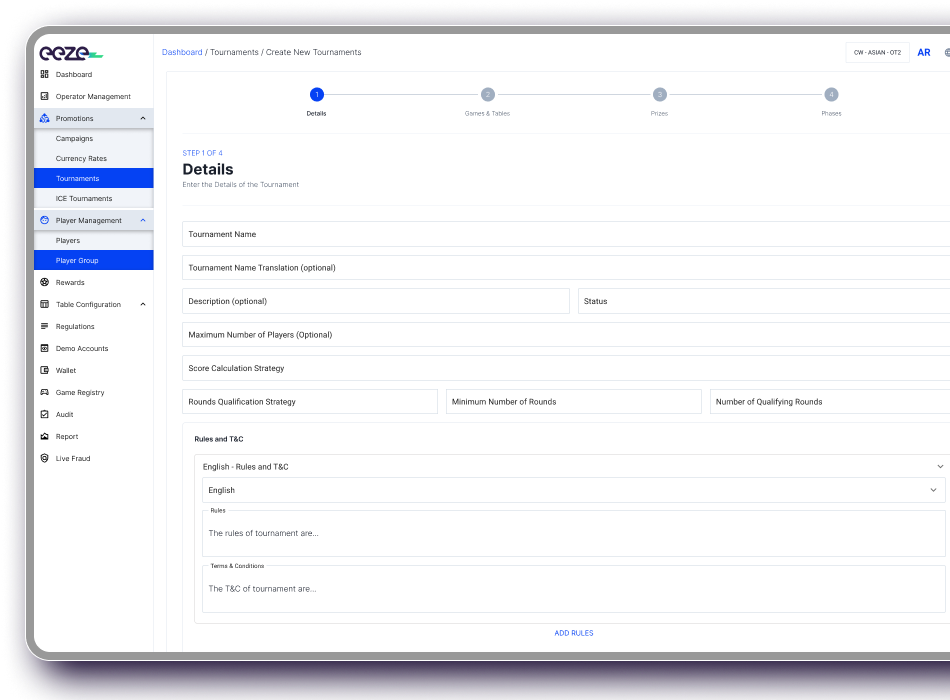 eeze
Dashboard / Tournaments / Create New Tournaments
CW - ASIAN - OT2
AR
Dashboard
Operator Management
Promotions
Campaigns
Currency Rates
Tournaments
ICE Tournaments
Player Management
Players
Player Group
Rewards
Table Configuration
Regulations
Demo Accounts
Wallet
Game Registry
Audit
Report
Live Fraud
1 2 3 4
Details Games & Tables Prizes Phases
STEP 1 OF 4
Details
Enter the Details of the Tournament
Tournament Name
Tournament Name Translation (optional)
Description (optional) Status
Maximum Number of Players (Optional)
Score Calculation Strategy
Rounds Qualification Strategy Minimum Number of Rounds Number of Qualifying Rounds
Rules and T&C
English - Rules and T&C
English
Rules
The rules of tournament are...
Terms & Conditions
The T&C of tournament are...
ADD RULES